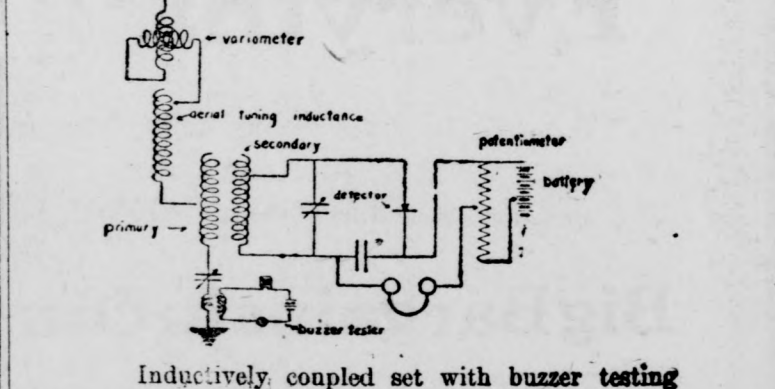 variometer
aerial tuning inductance
secondary
potentiometer
battery
detector
primary
buzzer tester
Inductively coupled set with buzzer testing